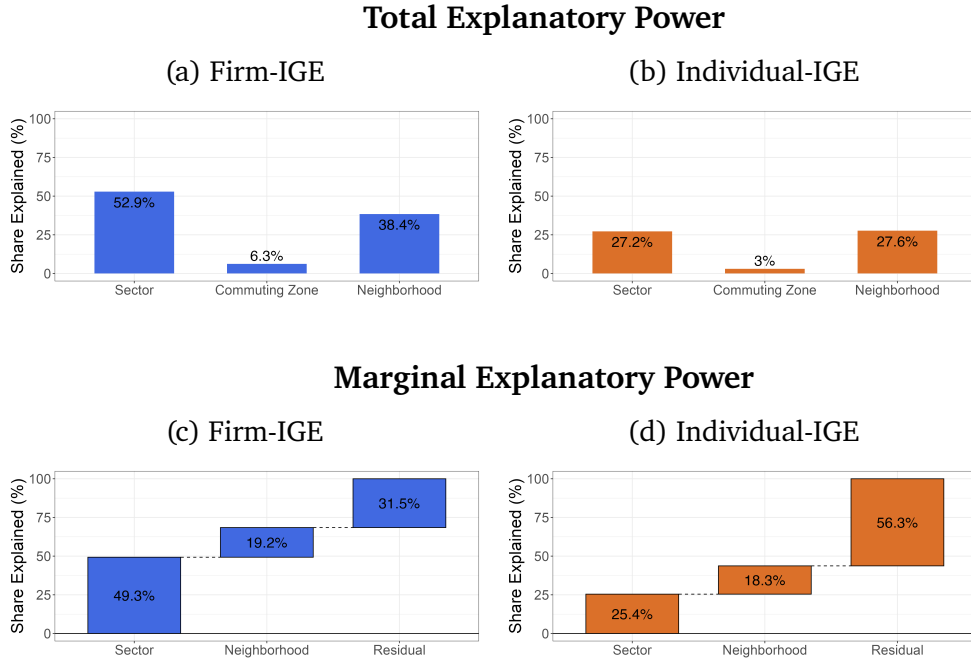 Total Explanatory Power
(a) Firm-IGE
(b) Individual-IGE
Share Explained (%)
100
75
50
25
0
52.9%
6.3%
38.4%
Sector
Commuting Zone
Neighborhood
Share Explained (%)
100
75
50
25
0
27.2%
3%
27.6%
Sector
Commuting Zone
Neighborhood
Marginal Explanatory Power
(c) Firm-IGE
(d) Individual-IGE
Share Explained (%)
100
75
50
25
0
49.3%
19.2%
31.5%
Sector
Neighborhood
Residual
Share Explained (%)
100
75
50
25
0
25.4%
18.3%
56.3%
Sector
Neighborhood
Residual